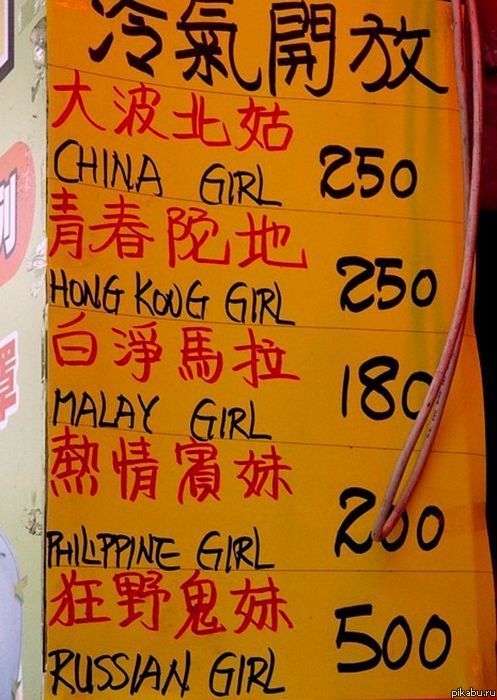 冷氣開放
大波北姑
CHINA GIRL 250
青春陀地
HONG KONG GIRL 250
白淨馬拉
MALAY GIRL 180
熱情賓妹
PHILIPPINE GIRL 200
狂野鬼妹
RUSSIAN GIRL 500
pikabu.ru